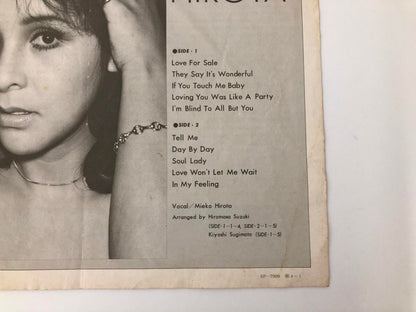 HIROTA
●SIDE・1
Love For Sale
They Say It's Wonderful
If You Touch Me Baby
Loving You Was Like A Party
I'm Blind To All But You
●SIDE・2
Tell Me
Day By Day
Soul Lady
Love Won't Let Me Wait
In My Feeling
Vocal／Mieko Hirota
Arranged by Hiromasa Suzuki
(SIDE-1-1~4, SIDE-2-1~5)
Kiyoshi Sugimoto (SIDE-1-5)